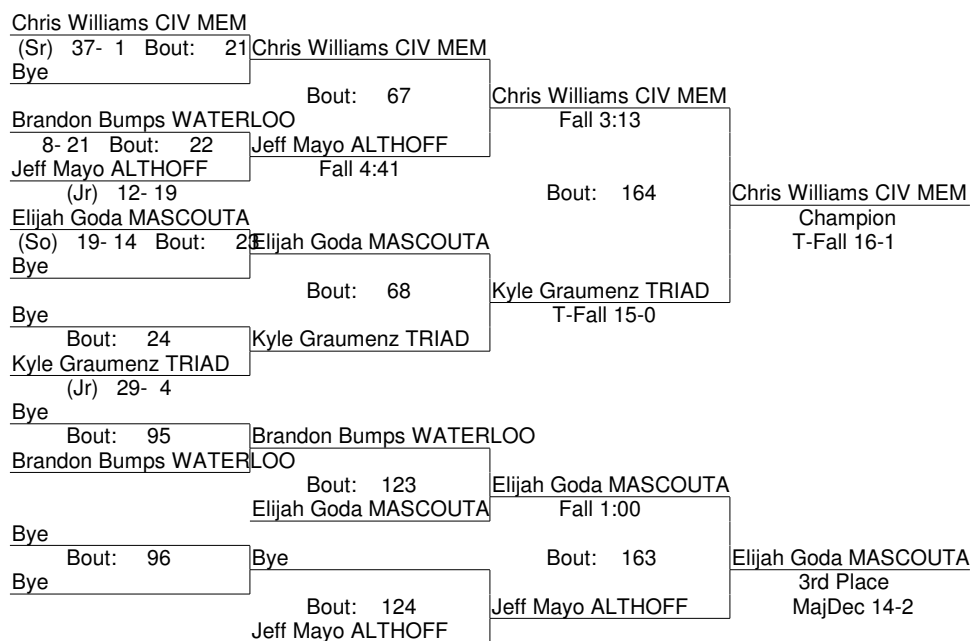 Chris Williams CIV MEM
(Sr) 37- 1 Bout: 21 Chris Williams CIV MEM
Bye
Bout: 67 Chris Williams CIV MEM
Brandon Bumps WATERLOO Fall 3:13
8- 21 Bout: 22 Jeff Mayo ALTHOFF
Jeff Mayo ALTHOFF Fall 4:41
(Jr) 12- 19 Bout: 164 Chris Williams CIV MEM
Elijah Goda MASCOUTA Champion
(So) 19- 14 Bout: 23 Elijah Goda MASCOUTA T-Fall 16-1
Bye
Bout: 68 Kyle Graumenz TRIAD
Bye T-Fall 15-0
Bout: 24 Kyle Graumenz TRIAD
Kyle Graumenz TRIAD
(Jr) 29- 4
Bye
Bout: 95 Brandon Bumps WATERLOO
Brandon Bumps WATERLOO
Bout: 123 Elijah Goda MASCOUTA
Elijah Goda MASCOUTA Fall 1:00
Bye
Bout: 96 Bye Bout: 163 Elijah Goda MASCOUTA
Bye 3rd Place
Bout: 124 Jeff Mayo ALTHOFF MajDec 14-2
Jeff Mayo ALTHOFF